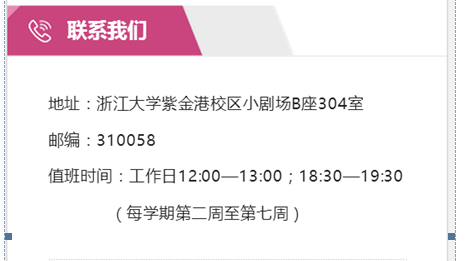 联系我们
地址：浙江大学紫金港校区小剧场B座304室
邮编：310058
值班时间：工作日12:00—13:00；18:30—19:30
（每学期第二周至第七周）